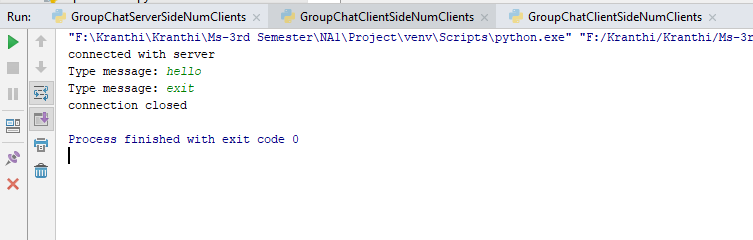 Run: GroupChatServerSideNumClients × GroupChatClientSideNumClients × GroupChatClientSideNumClients ×
"F:\Kranthi\Kranthi\Ms-3rd Semester\NA1\Project\venv\Scripts\python.exe" "F:/Kranthi/Kranthi/Ms-3r
connected with server
Type message: hello
Type message: exit
connection closed
Process finished with exit code 0